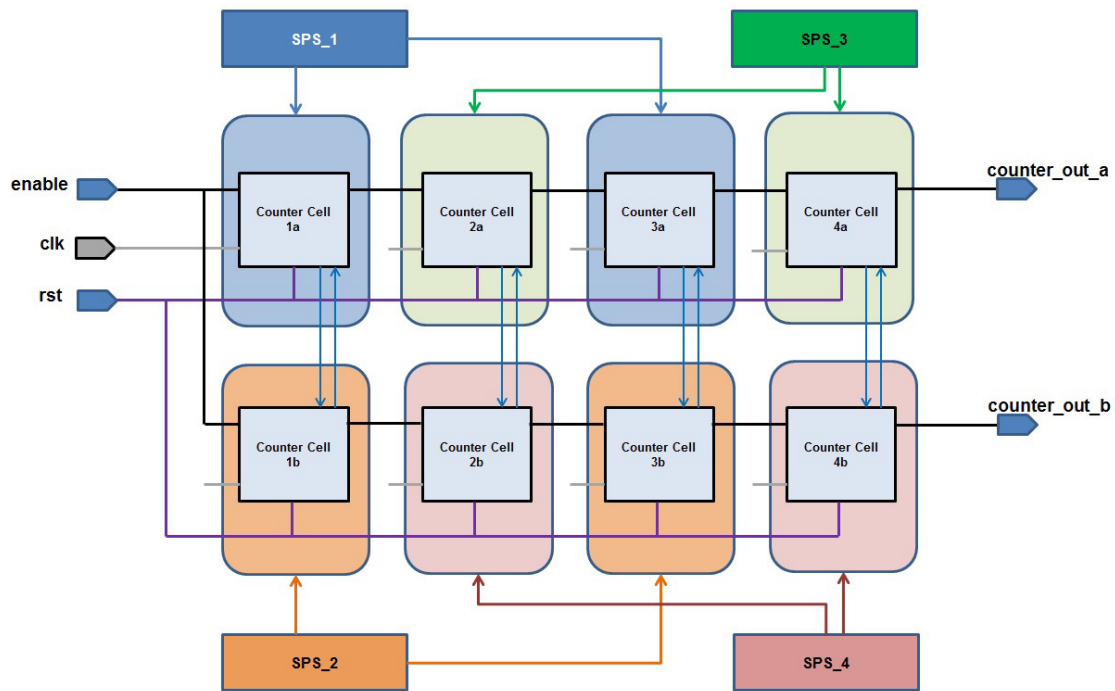 SPS_1
SPS_3
enable
clk
rst
Counter Cell
1a
Counter Cell
2a
Counter Cell
3a
Counter Cell
4a
counter_out_a
Counter Cell
1b
Counter Cell
2b
Counter Cell
3b
Counter Cell
4b
counter_out_b
SPS_2
SPS_4